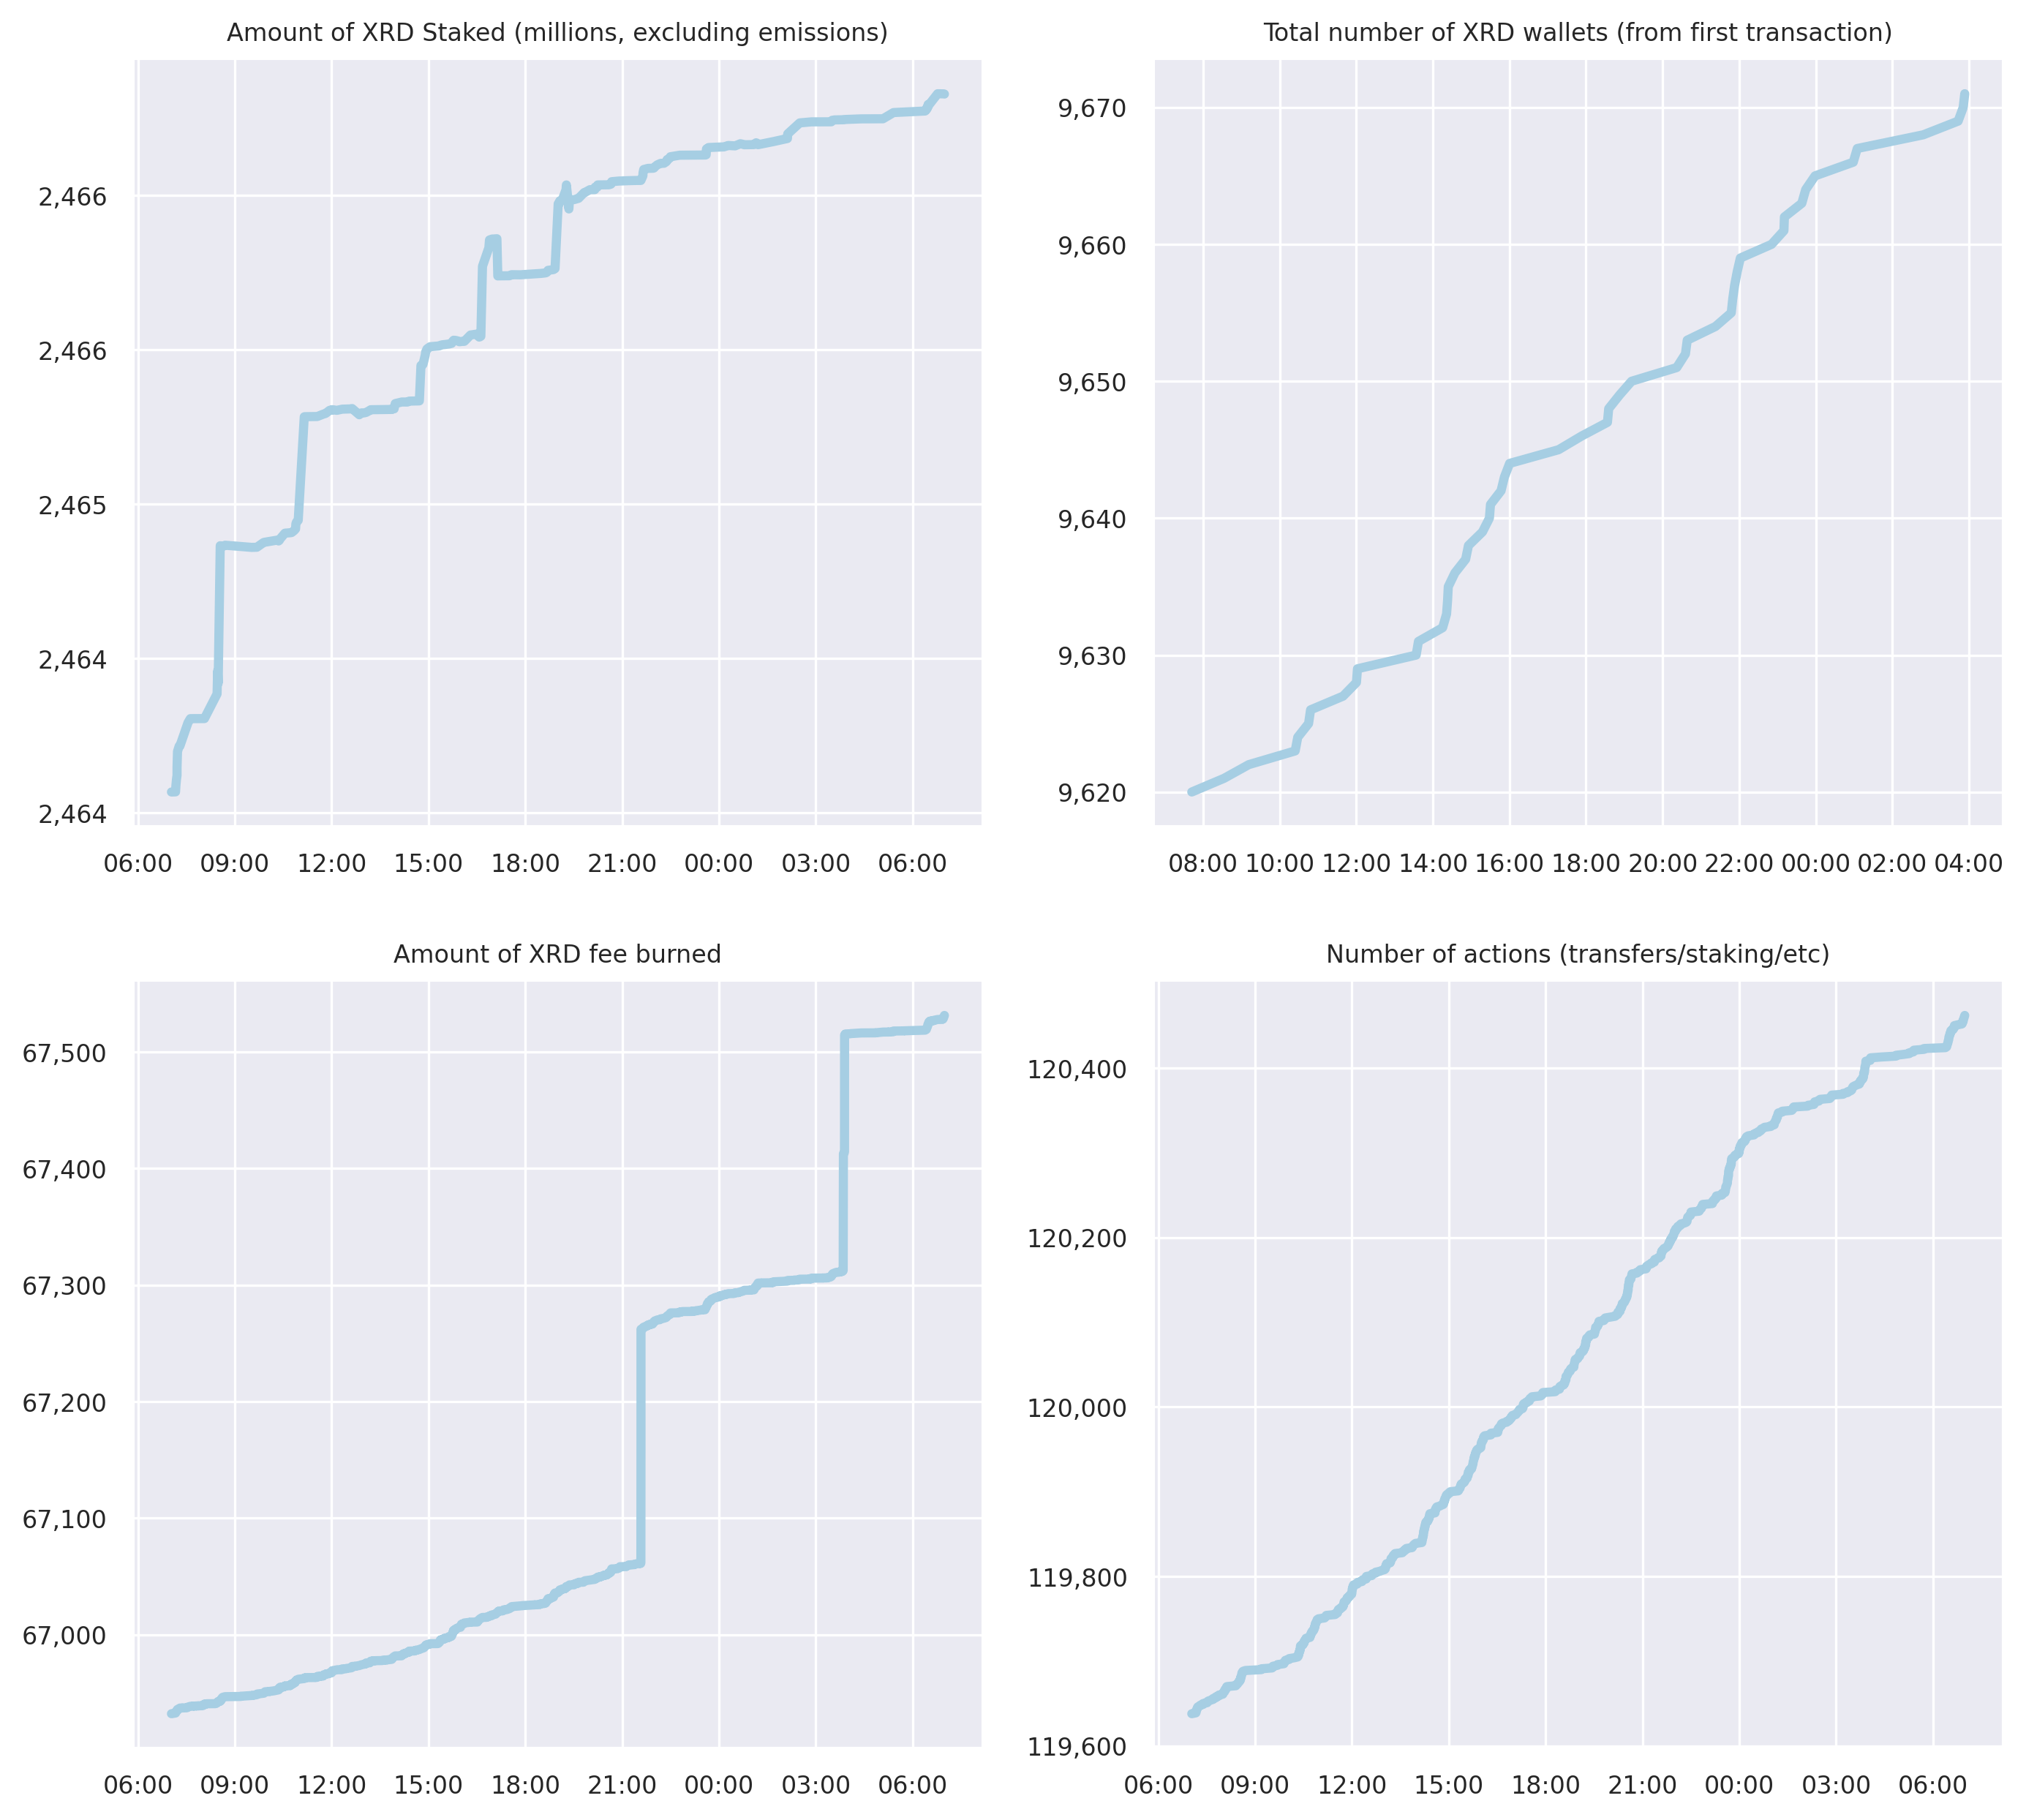 Amount of XRD Staked (millions, excluding emissions)
2,466
2,466
2,465
2,464
2,464
06:00 09:00 12:00 15:00 18:00 21:00 00:00 03:00 06:00
Total number of XRD wallets (from first transaction)
9,670
9,660
9,650
9,640
9,630
9,620
08:00 10:00 12:00 14:00 16:00 18:00 20:00 22:00 00:00 02:00 04:00
Amount of XRD fee burned
67,500
67,400
67,300
67,200
67,100
67,000
06:00 09:00 12:00 15:00 18:00 21:00 00:00 03:00 06:00
Number of actions (transfers/staking/etc)
120,400
120,200
120,000
119,800
119,600
06:00 09:00 12:00 15:00 18:00 21:00 00:00 03:00 06:00